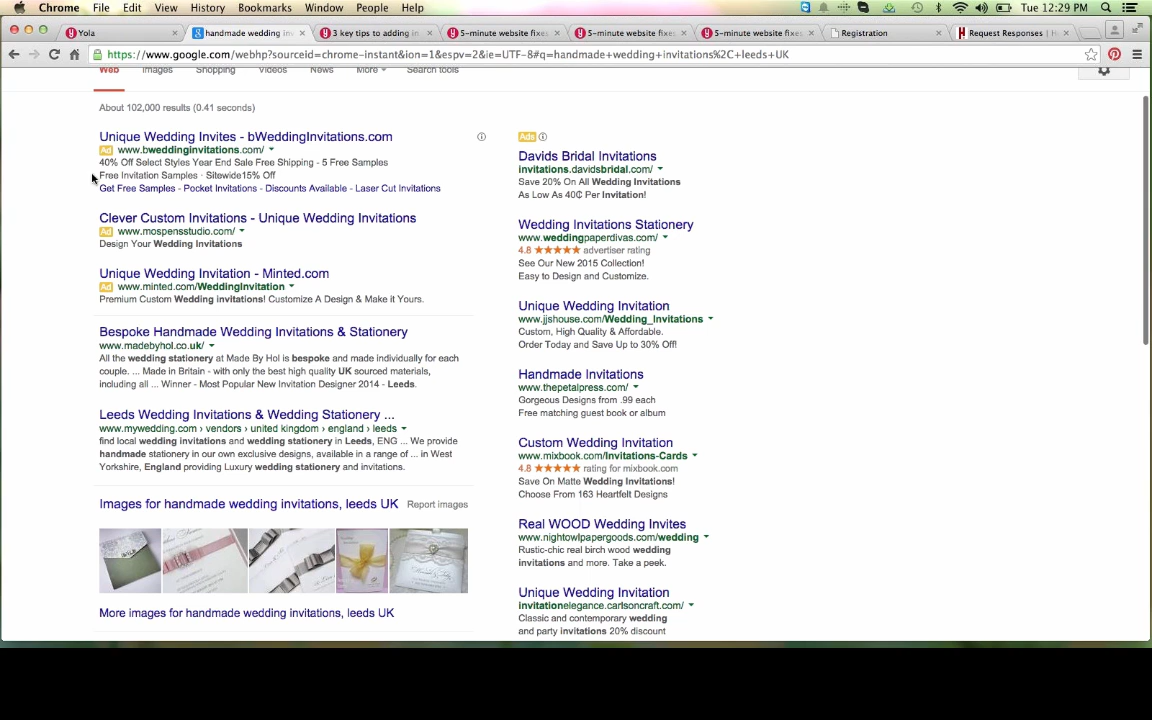 Chrome File Edit View History Bookmarks Window People Help Tue 12:29 PM
Yola
handmade wedding in
3 key tips to adding in
5-minute website fixe
5-minute website fixe
5-minute website fixe
Registration
Request Responses | H
https://www.google.com/webhp?sourceid=chrome-instant&ion=1&espv=2&ie=UTF-8#q=handmade+wedding+invitations%2C+leeds+UK
Web Images Shopping Videos News More Search tools
About 102,000 results (0.41 seconds)
Unique Wedding Invites - bWeddingInvitations.com
Ad www.bweddinginvitations.com/
40% Off Select Styles Year End Sale Free Shipping - 5 Free Samples
Free Invitation Samples · Sitewide15% Off
Get Free Samples - Pocket Invitations - Discounts Available - Laser Cut Invitations
Clever Custom Invitations - Unique Wedding Invitations
Ad www.mospensstudio.com/
Design Your Wedding Invitations
Unique Wedding Invitation - Minted.com
Ad www.minted.com/WeddingInvitation
Premium Custom Wedding invitations! Customize A Design & Make it Yours.
Bespoke Handmade Wedding Invitations & Stationery
www.madebyhol.co.uk/
All the wedding stationery at Made By Hol is bespoke and made individually for each
couple. ... Made in Britain - with only the best high quality UK sourced materials,
including all ... Winner - Most Popular New Invitation Designer 2014 - Leeds.
Leeds Wedding Invitations & Wedding Stationery ...
www.mywedding.com › vendors › united kingdom › england › leeds
find local wedding invitations and wedding stationery in Leeds, ENG ... We provide
handmade stationery in our own exclusive designs, available in a range of ... in West
Yorkshire, England providing Luxury wedding stationery and invitations.
Images for handmade wedding invitations, leeds UK Report images
More images for handmade wedding invitations, leeds UK
Ads
Davids Bridal Invitations
invitations.davidsbridal.com/
Save 20% On All Wedding Invitations
As Low As 40¢ Per Invitation!
Wedding Invitations Stationery
www.weddingpaperdivas.com/
4.8 ★★★★★ advertiser rating
See Our New 2015 Collection!
Easy to Design and Customize.
Unique Wedding Invitation
www.jjshouse.com/Wedding_Invitations
Custom, High Quality & Affordable.
Order Today and Save Up to 30% Off!
Handmade Invitations
www.thepetalpress.com/
Gorgeous Designs from .99 each
Free matching guest book or album
Custom Wedding Invitation
www.mixbook.com/Invitations-Cards
4.8 ★★★★★ rating for mixbook.com
Save On Matte Wedding Invitations!
Choose From 163 Heartfelt Designs
Real WOOD Wedding Invites
www.nightowlpapergoods.com/wedding
Rustic-chic real birch wood wedding
invitations and more. Take a peek.
Unique Wedding Invitation
invitationelegance.carlsoncraft.com/
Classic and contemporary wedding
and party invitations 20% discount